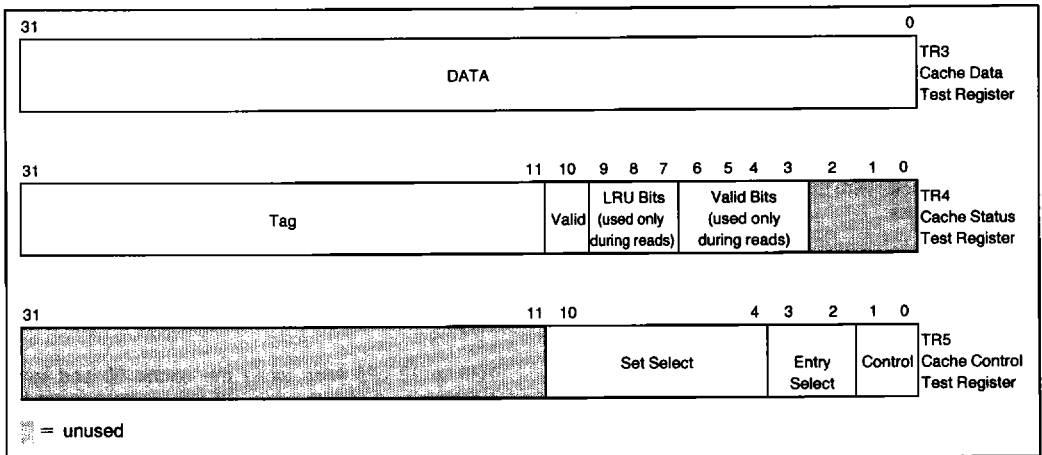 31 0
DATA
TR3
Cache Data
Test Register
31 11 10 9 8 7 6 5 4 3 2 1 0
Tag
Valid
LRU Bits
(used only
during reads)
Valid Bits
(used only
during reads)
TR4
Cache Status
Test Register
31 11 10 4 3 2 1 0
Set Select
Entry
Select
Control
TR5
Cache Control
Test Register
= unused